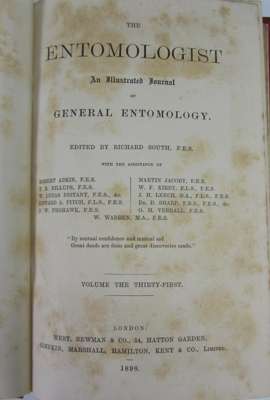 THE
ENTOMOLOGIST
An Illustrated Journal
OF
GENERAL ENTOMOLOGY.
EDITED BY RICHARD SOUTH, F.E.S.
WITH THE ASSISTANCE OF
ROBERT ADKIN, F.E.S.
MARTIN JACOBY, F.E.S.
W. F. KIRBY, F.L.S., F.E.S.
W. LUCAS DISTANT, F.E.S., &c.
J. H. LEECH, B.A., F.L.S., F.E.S.
EDWARD A. FITCH, F.L.S., F.E.S.
Dr. D. SHARP, F.R.S., F.E.S., &c.
F. W. FROHAWK, F.E.S.
G. H. VERRALL, F.E.S.
W. WARREN, M.A., F.E.S.
"By mutual confidence and mutual aid
Great deeds are done and great discoveries made."
VOLUME THE THIRTY-FIRST.
LONDON:
WEST, NEWMAN & CO., 54, HATTON GARDEN,
SIMPKIN, MARSHALL, HAMILTON, KENT & CO., LIMITED.
1898.